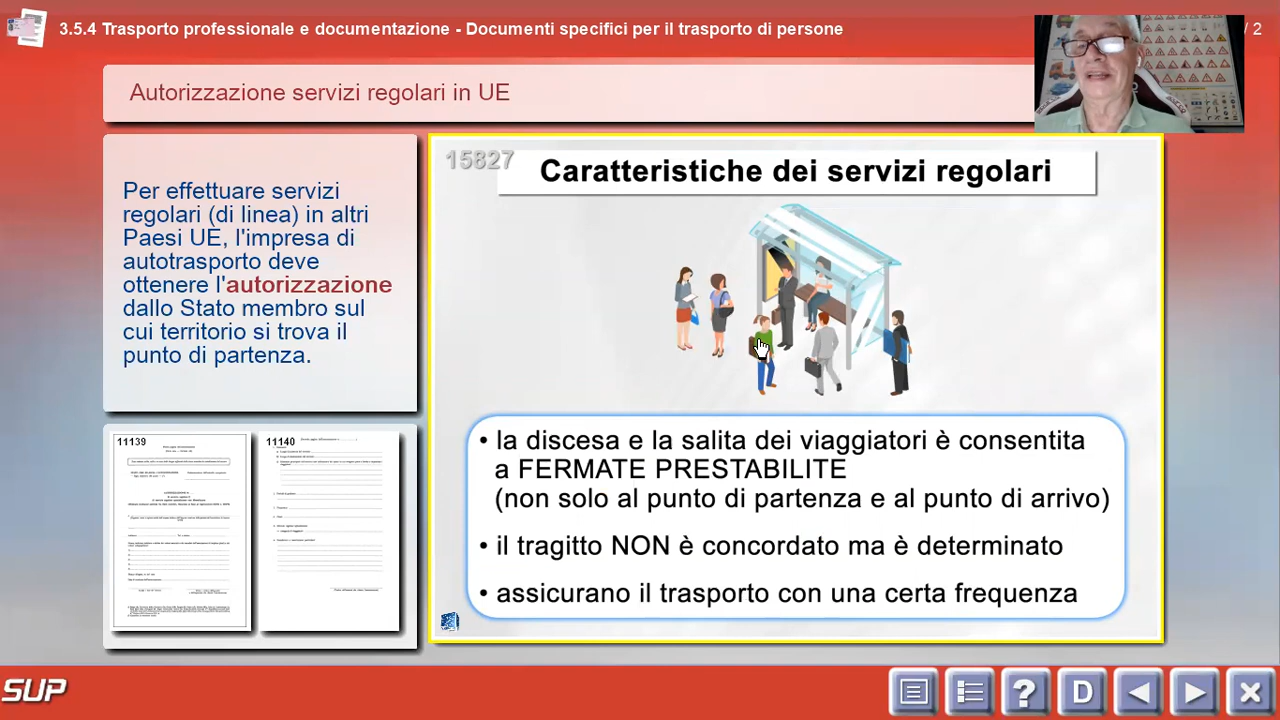 3.5.4 Trasporto professionale e documentazione - Documenti specifici per il trasporto di persone
/ 2
Autorizzazione servizi regolari in UE
Per effettuare servizi
regolari (di linea) in altri
Paesi UE, l'impresa di
autotrasporto deve
ottenere l'autorizzazione
dallo Stato membro sul
cui territorio si trova il
punto di partenza.
11139
11140
15827
Caratteristiche dei servizi regolari
• la discesa e la salita dei viaggiatori è consentita
a FERMATE PRESTABILITE
(non solo al punto di partenza e al punto di arrivo)
• il tragitto NON è concordato ma è determinato
• assicurano il trasporto con una certa frequenza
SUP
?
D